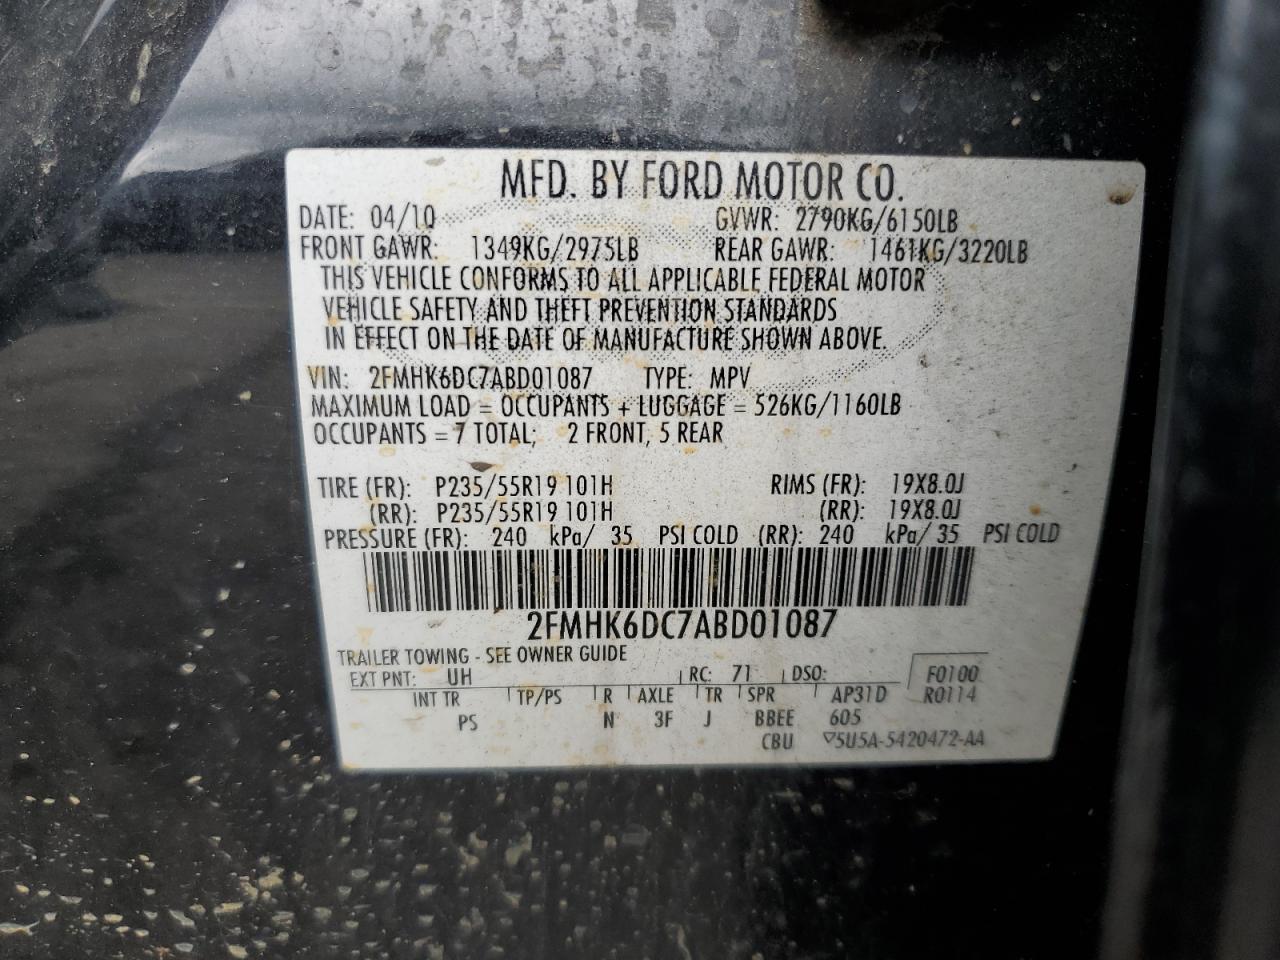 MFD. BY FORD MOTOR CO.
DATE: 04/10 GVWR: 2790KG/6150LB
FRONT GAWR: 1349KG/2975LB REAR GAWR: 1461KG/3220LB
THIS VEHICLE CONFORMS TO ALL APPLICABLE FEDERAL MOTOR
VEHICLE SAFETY AND THEFT PREVENTION STANDARDS
IN EFFECT ON THE DATE OF MANUFACTURE SHOWN ABOVE.
VIN: 2FMHK6DC7ABD01087 TYPE: MPV
MAXIMUM LOAD = OCCUPANTS + LUGGAGE = 526KG/1160LB
OCCUPANTS = 7 TOTAL; 2 FRONT, 5 REAR
TIRE (FR): P235/55R19 101H RIMS (FR): 19X8.0J
(RR): P235/55R19 101H (RR): 19X8.0J
PRESSURE (FR): 240 kPa/ 35 PSI COLD (RR): 240 kPa/ 35 PSI COLD
2FMHK6DC7ABD01087
TRAILER TOWING - SEE OWNER GUIDE
EXT PNT: UH RC: 71 DSO: F0100
INT TR TP/PS R AXLE TR SPR AP31D R0114
PS N 3F J BBEE 605
CBU ▽5U5A-5420472-AA